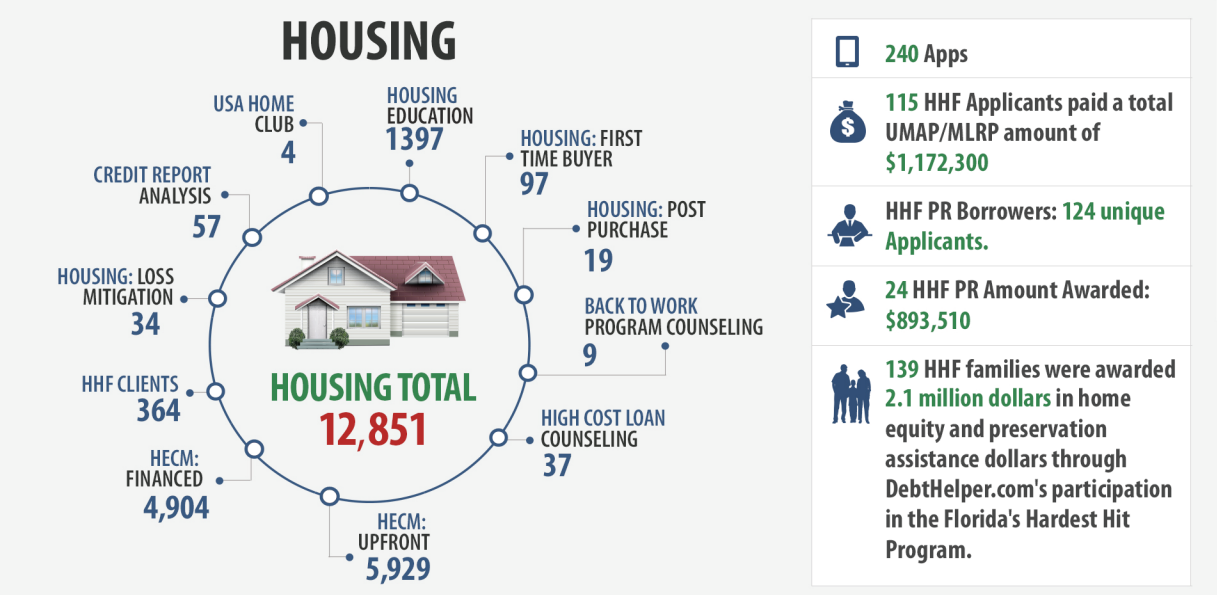 HOUSING
USA HOME
CLUB
4
HOUSING
EDUCATION
1397
HOUSING: FIRST
TIME BUYER
97
CREDIT REPORT
ANALYSIS
57
HOUSING: POST
PURCHASE
19
HOUSING: LOSS
MITIGATION
34
BACK TO WORK
PROGRAM COUNSELING
9
HHF CLIENTS
364
HOUSING TOTAL
12,851
HIGH COST LOAN
COUNSELING
37
HECM:
FINANCED
4,904
HECM:
UPFRONT
5,929
240 Apps
$
115 HHF Applicants paid a total
UMAP/MLRP amount of
$1,172,300
HHF PR Borrowers: 124 unique
Applicants.
24 HHF PR Amount Awarded:
$893,510
139 HHF families were awarded
2.1 million dollars in home
equity and preservation
assistance dollars through
DebtHelper.com's participation
in the Florida's Hardest Hit
Program.